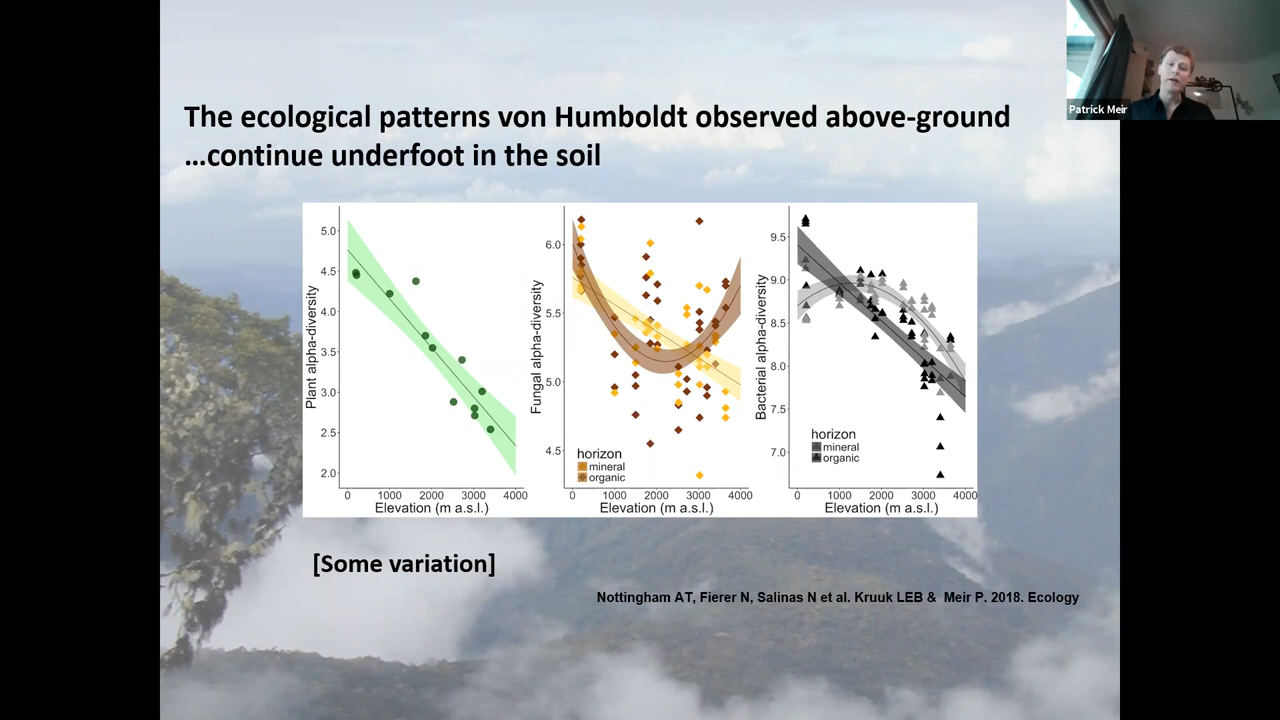 Patrick Meir
The ecological patterns von Humboldt observed above-ground
...continue underfoot in the soil
Plant alpha-diversity
5.0
4.5
4.0
3.5
3.0
2.5
2.0
0 1000 2000 3000 4000
Elevation (m a.s.l.)
Fungal alpha-diversity
6.0
5.5
5.0
4.5
horizon
mineral
organic
0 1000 2000 3000 4000
Elevation (m a.s.l.)
Bacterial alpha-diversity
9.5
9.0
8.5
8.0
7.5
7.0
horizon
mineral
organic
0 1000 2000 3000 4000
Elevation (m a.s.l.)
[Some variation]
Nottingham AT, Fierer N, Salinas N et al. Kruuk LEB & Meir P. 2018. Ecology